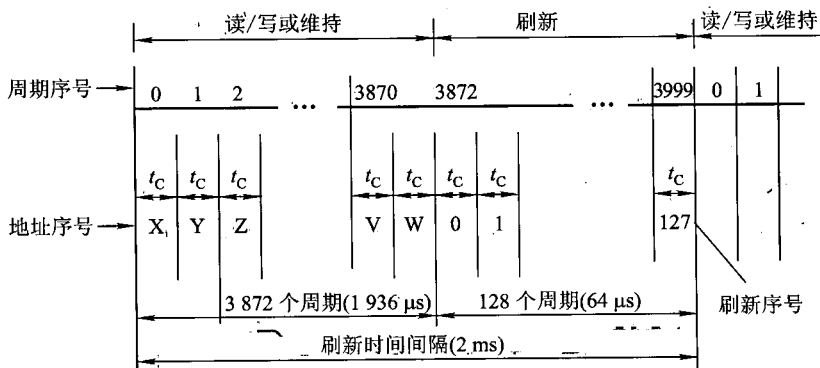 读/写或维持 刷新 读/写或维持
周期序号 0 1 2 … 3870 3872 … 3999 0 1
tC tC tC tC tC tC tC tC
地址序号 X Y Z V W 0 1 127
3 872 个周期(1 936 μs) 128 个周期(64 μs) 刷新序号
刷新时间间隔(2 ms)